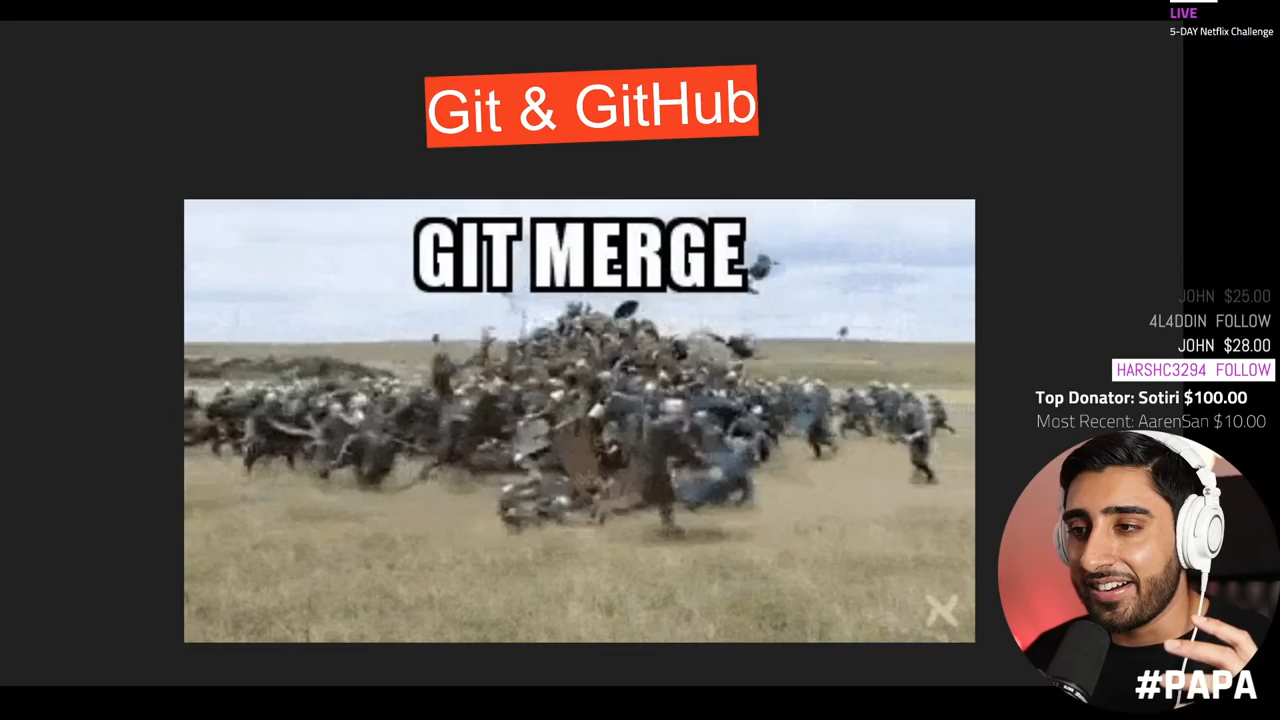 LIVE
5-DAY Netflix Challenge
Git & GitHub
GIT MERGE
JOHN $25.00
4L4DDIN FOLLOW
JOHN $28.00
HARSHC3294 FOLLOW
Top Donator: Sotiri $100.00
Most Recent: AarenSan $10.00
#PAPA